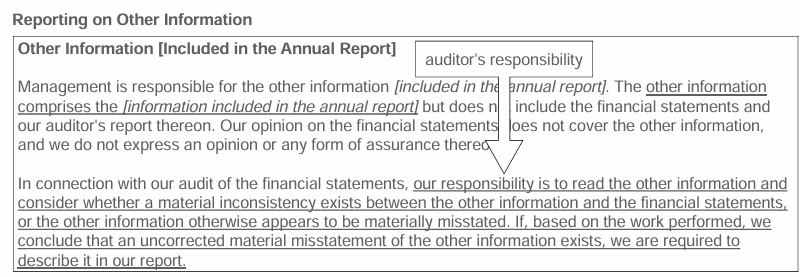 Reporting on Other Information
Other Information [Included in the Annual Report]
auditor's responsibility
Management is responsible for the other information [included in the annual report]. The other information
comprises the [information included in the annual report] but does include the financial statements and
our auditor's report thereon. Our opinion on the financial statements does not cover the other information,
and we do not express an opinion or any form of assurance
In connection with our audit of the financial statements, our responsibility is to read the other information and
consider whether a material inconsistency exists between the other information and the financial statements,
or the other information otherwise appears to be materially misstated. If, based on the work performed, we
conclude that an uncorrected material misstatement of the other information exists, we are required to
describe it in our report.